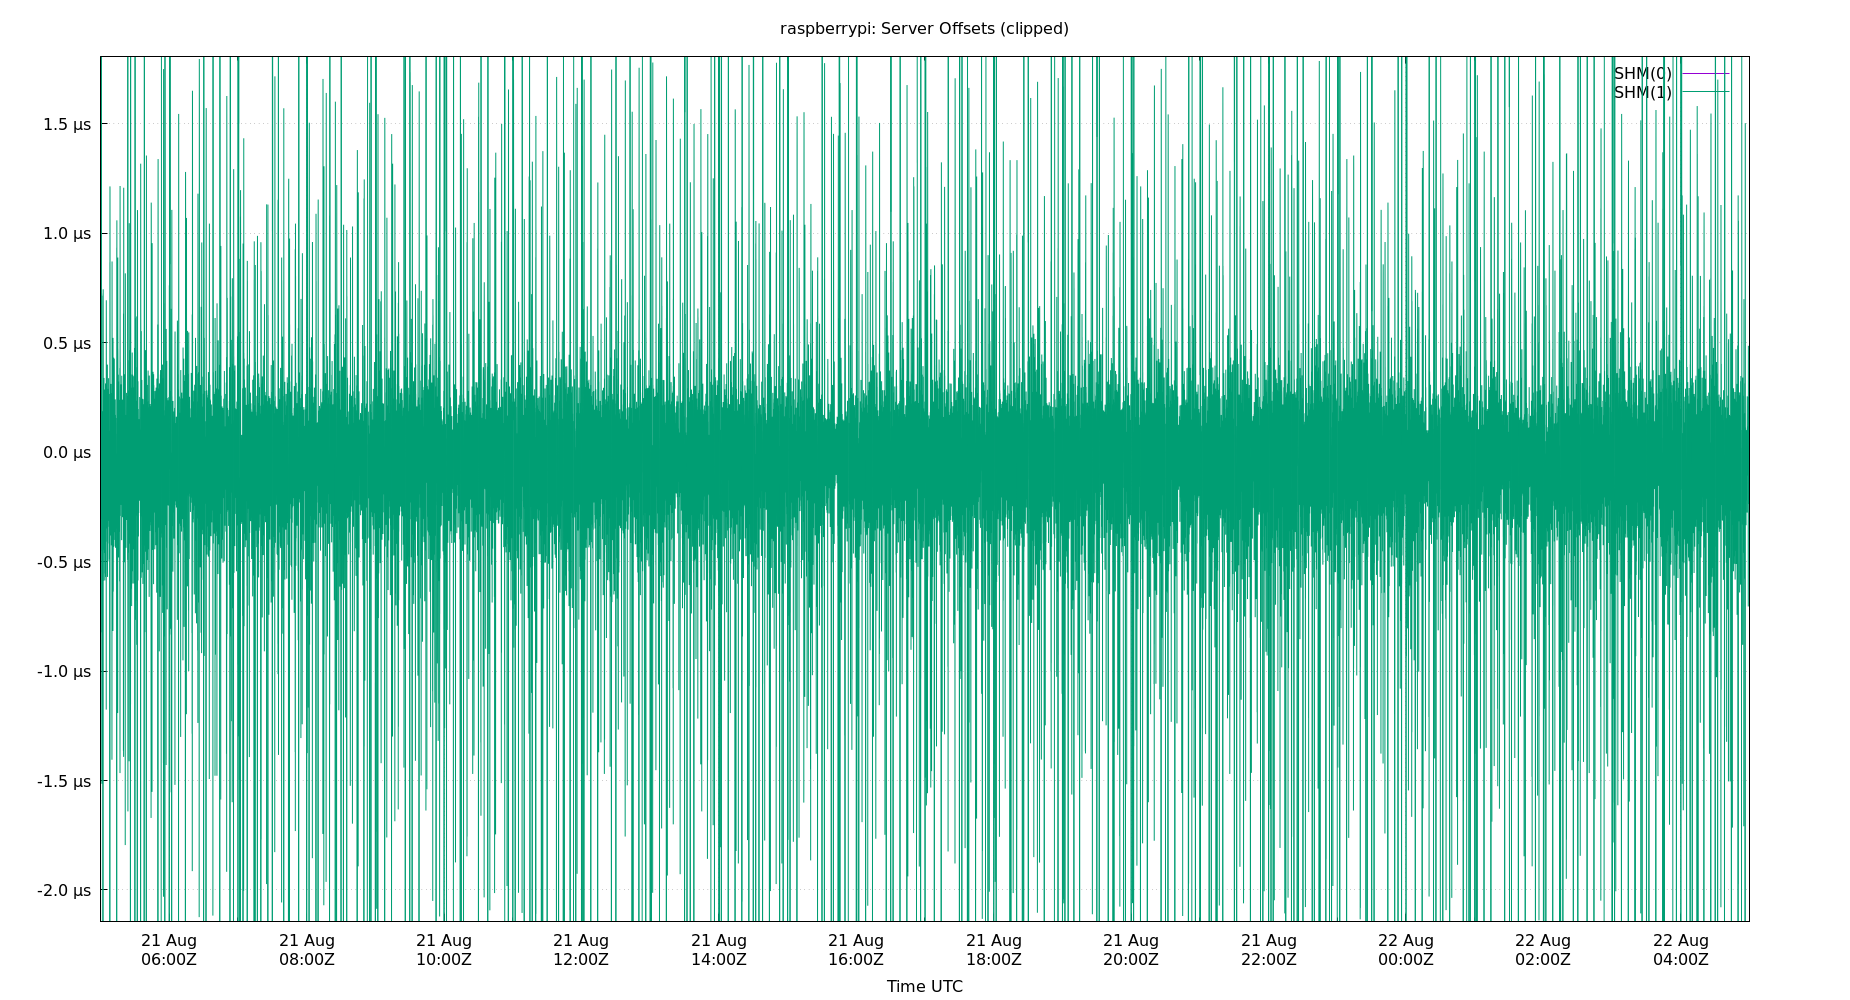 raspberrypi: Server Offsets (clipped)
SHM(0)
SHM(1)
1.5 µs
1.0 µs
0.5 µs
0.0 µs
-0.5 µs
-1.0 µs
-1.5 µs
-2.0 µs
21 Aug 21 Aug 21 Aug 21 Aug 21 Aug 21 Aug 21 Aug 21 Aug 21 Aug 22 Aug 22 Aug 22 Aug
06:00Z 08:00Z 10:00Z 12:00Z 14:00Z 16:00Z 18:00Z 20:00Z 22:00Z 00:00Z 02:00Z 04:00Z
Time UTC